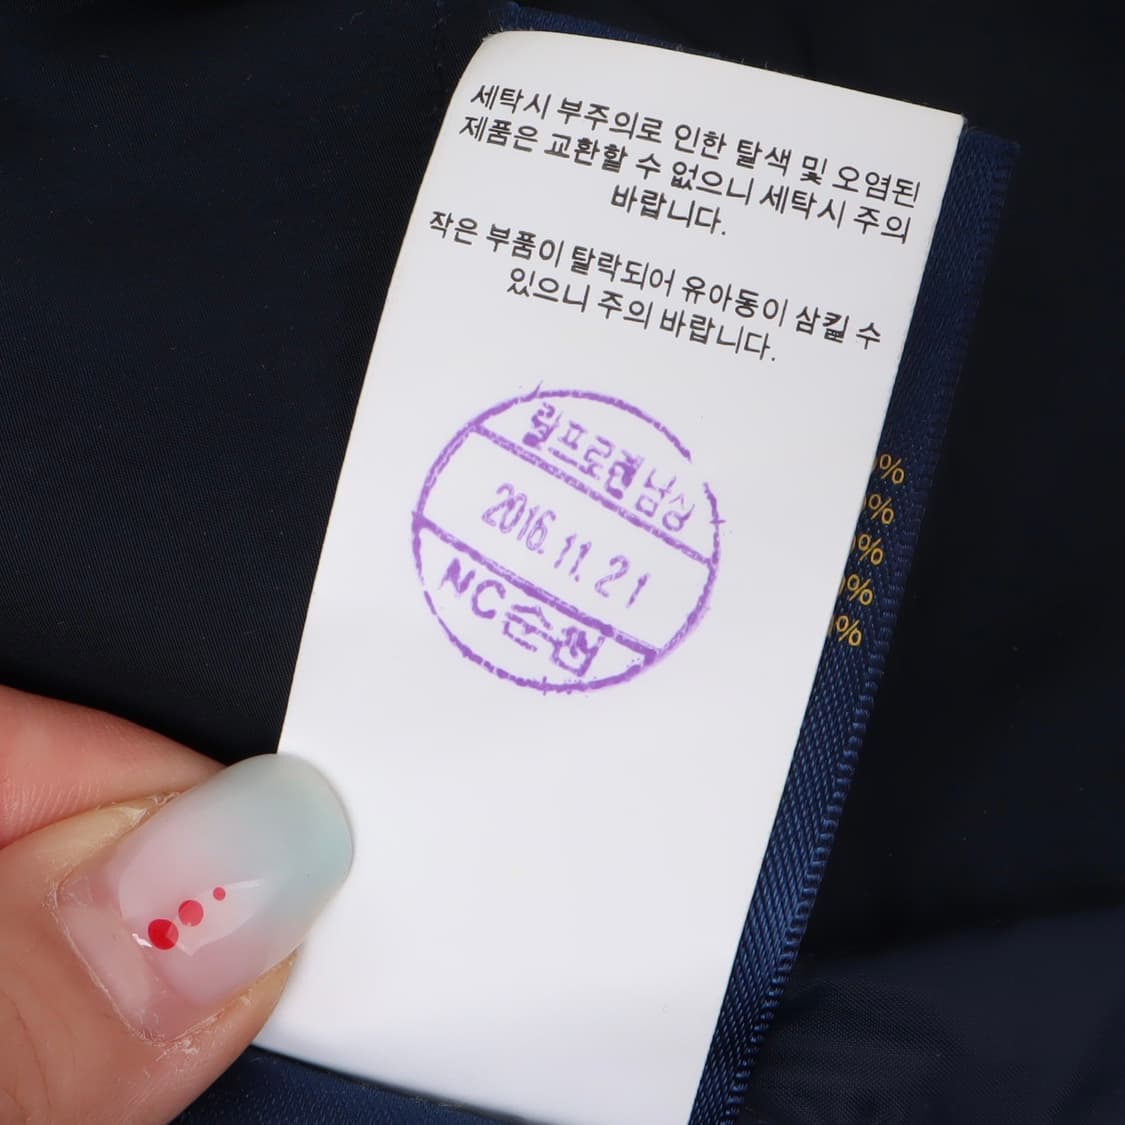 세탁시 부주의로 인한 탈색 및 오염된
제품은 교환할 수 없으니 세탁시 주의
바랍니다.
작은 부품이 탈락되어 유아동이 삼킬 수
있으니 주의 바랍니다.
랄프로렌남상
2016.11.21
NC순천
%
%
%
%
%